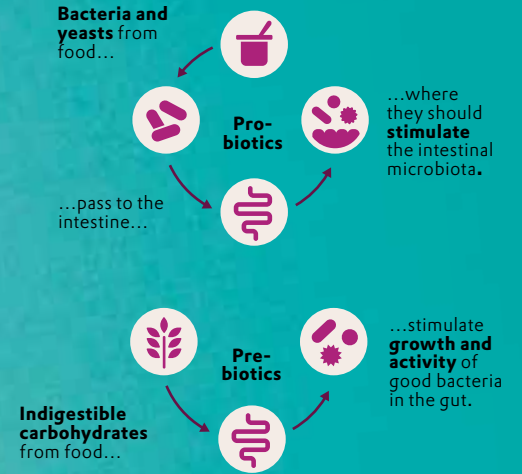 Bacteria and
yeasts from
food…
Pro-
biotics
…where
they should
stimulate
the intestinal
microbiota.
…pass to the
intestine…
Pre-
biotics
…stimulate
growth and
activity of
good bacteria
in the gut.
Indigestible
carbohydrates
from food…